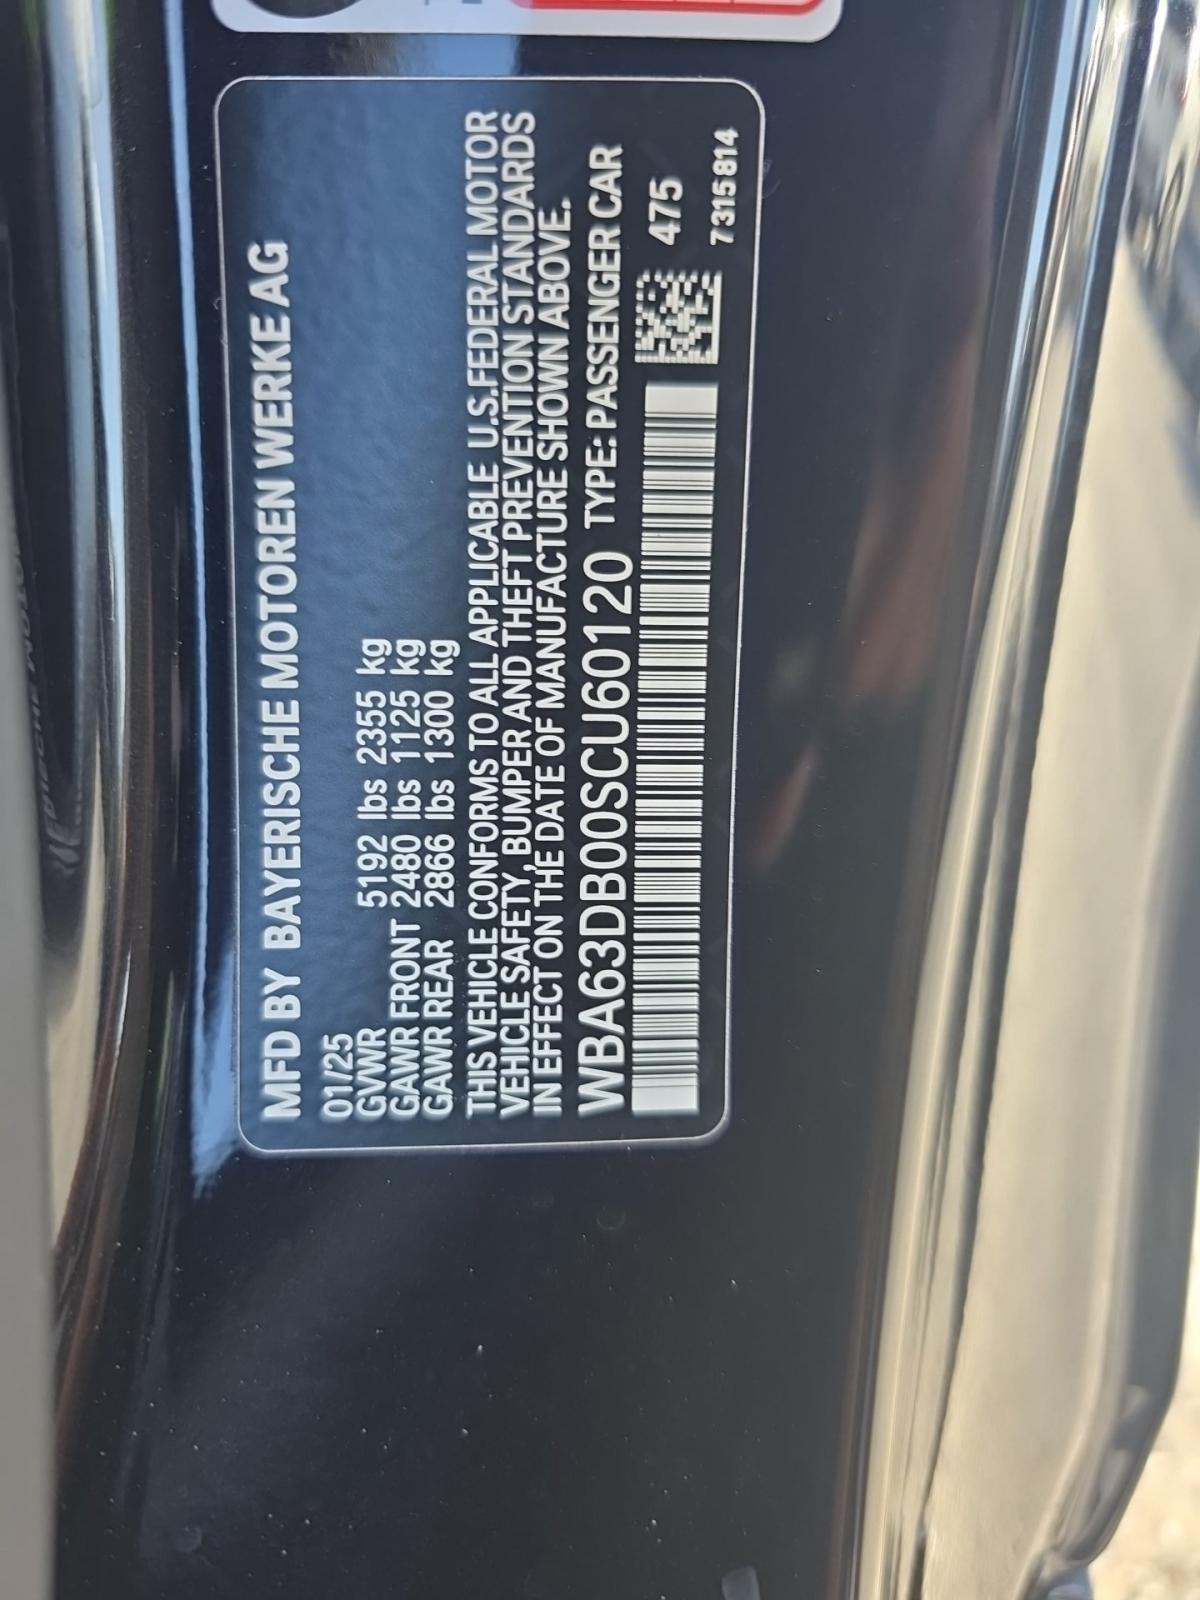 MFD BY BAYERISCHE MOTOREN WERKE AG
01/25
GVWR 5192 lbs 2355 kg
GAWR FRONT 2480 lbs 1125 kg
GAWR REAR 2866 lbs 1300 kg
THIS VEHICLE CONFORMS TO ALL APPLICABLE U.S.FEDERAL MOTOR
VEHICLE SAFETY, BUMPER AND THEFT PREVENTION STANDARDS
IN EFFECT ON THE DATE OF MANUFACTURE SHOWN ABOVE.
WBA63DB00SCU60120 TYPE: PASSENGER CAR
475
7315814